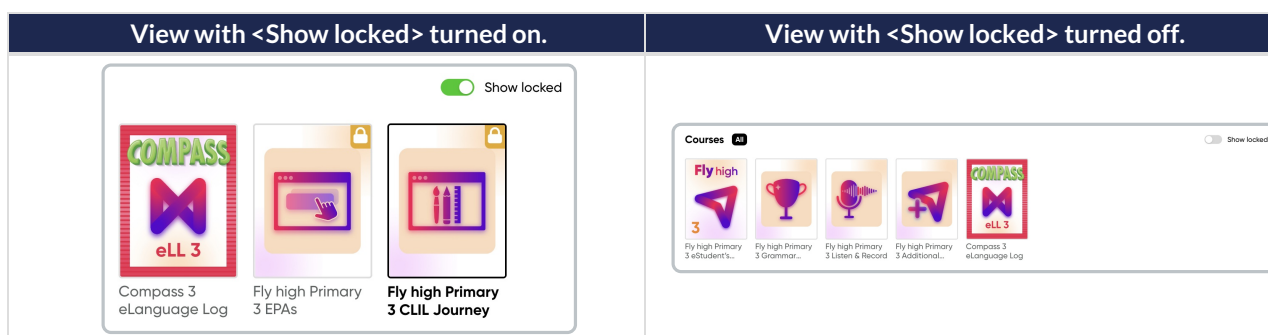 View with <Show locked> turned on.
View with <Show locked> turned off.
Show locked
COMPASS
eLL 3
Compass 3
eLanguage Log
Fly high Primary
3 EPAs
Fly high Primary
3 CLIL Journey
Courses All
Show locked
Fly high
3
Fly high Primary
3 eStudent's...
Fly high Primary
3 Grammar...
Fly high Primary
3 Listen & Record
Fly high Primary
3 Additional...
COMPASS
eLL 3
Compass 3
eLanguage Log